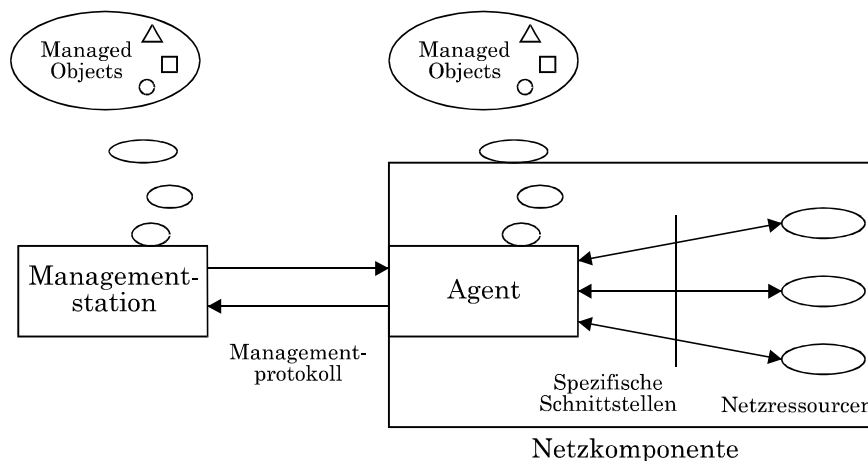 Managed
Objects
Managed
Objects
Management-
station
Agent
Management-
protokoll
Spezifische
Schnittstellen
Netzressourcen
Netzkomponente